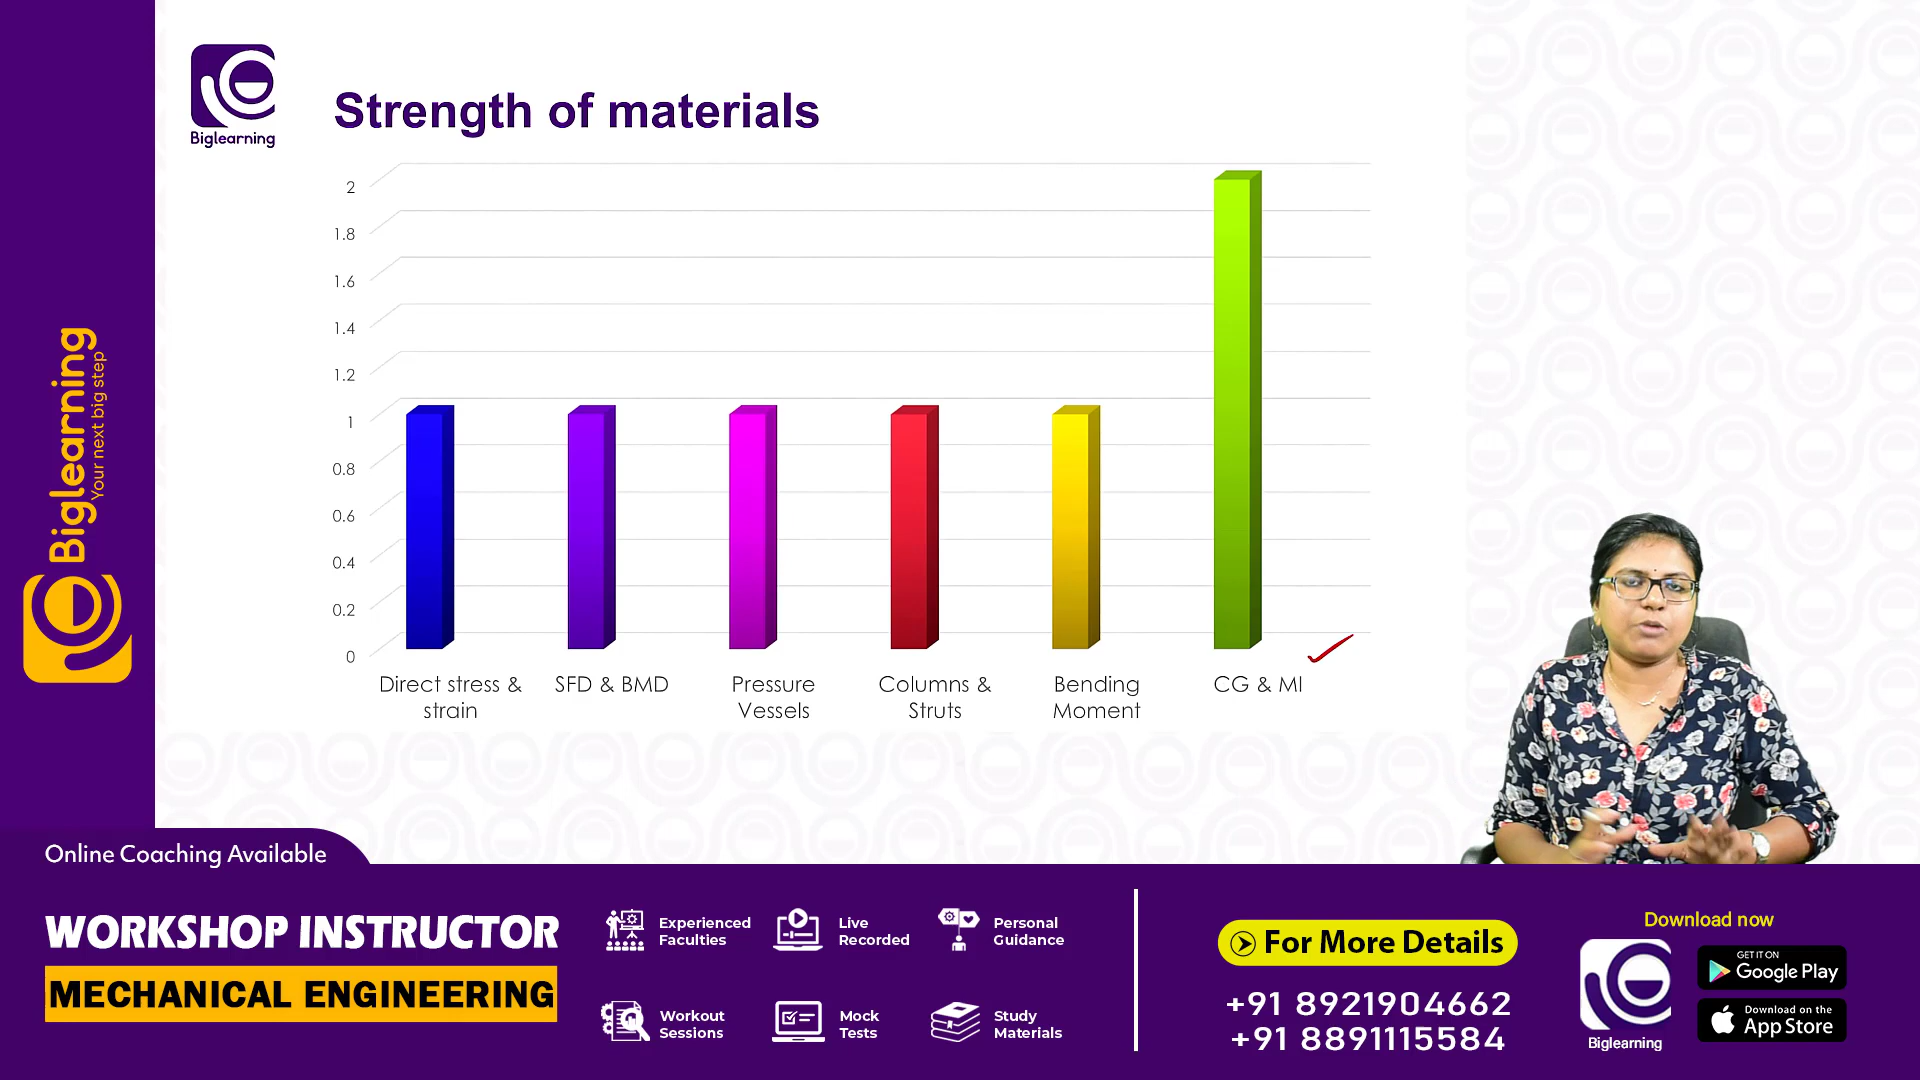 Biglearning
Strength of materials
2
1.8
1.6
1.4
1.2
1
0.8
0.6
0.4
0.2
0
Direct stress &
strain
SFD & BMD
Pressure
Vessels
Columns &
Struts
Bending
Moment
CG & MI
Biglearning
Your next big step
Online Coaching Available
WORKSHOP INSTRUCTOR
MECHANICAL ENGINEERING
Experienced
Faculties
Live
Recorded
Personal
Guidance
Workout
Sessions
Mock
Tests
Study
Materials
For More Details
+91 8921904662
+91 8891115584
Download now
Biglearning
GET IT ON
Google Play
Download on the
App Store